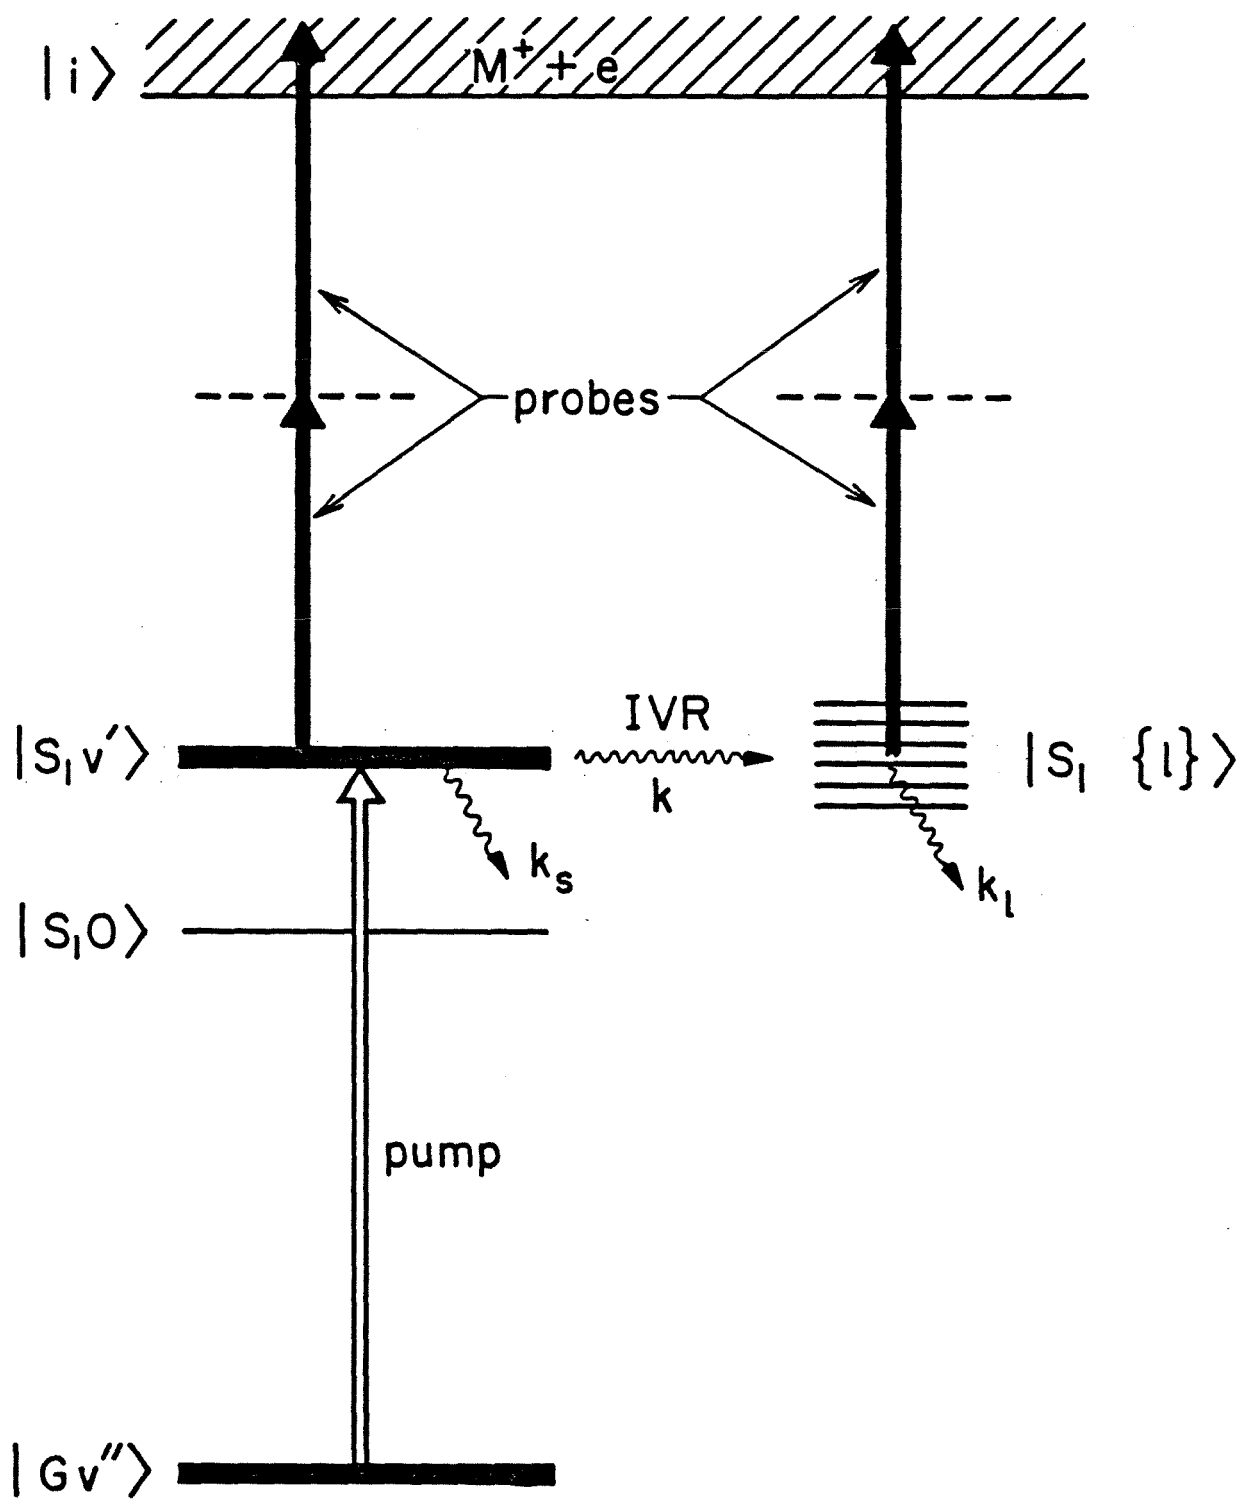 |i⟩
M⁺ + e
probes
IVR
|S₁v′⟩
k
|S₁ {l}⟩
kₛ
kₗ
|S₁0⟩
pump
|Gv″⟩